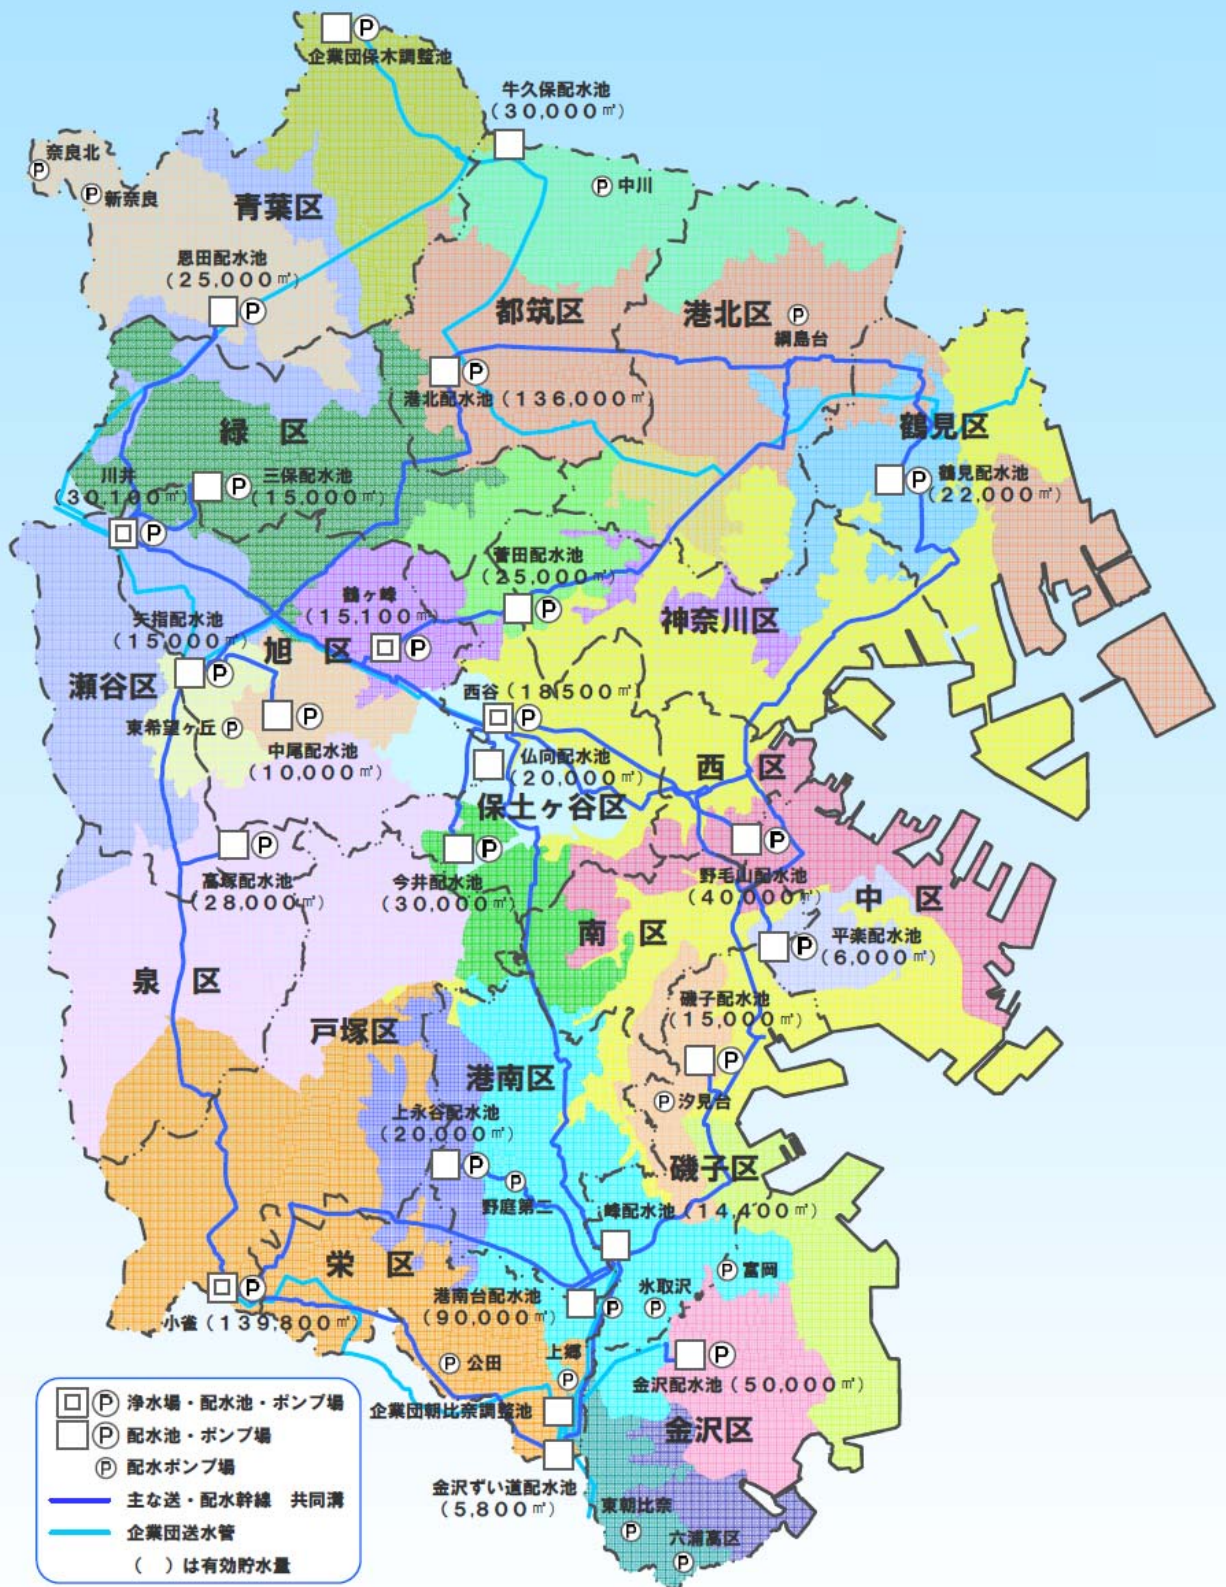 企業団保木調整池
牛久保配水池
(30,000㎥)
奈良北
新奈良
中川
青葉区
恩田配水池
(25,000㎥)
都筑区
港北区
綱島台
港北配水池(136,000㎥)
緑 区
鶴見区
川井
(30,100㎥)
三保配水池
(15,000㎥)
鶴見配水池
(22,000㎥)
菅田配水池
(25,000㎥)
鶴ヶ峰
(15,100㎥)
矢指配水池
(15,000㎥)
神奈川区
旭 区
瀬谷区
西谷(18,500㎥)
東希望ヶ丘
中尾配水池
(10,000㎥)
仏向配水池
(20,000㎥)
西 区
保土ヶ谷区
高塚配水池
(28,000㎥)
今井配水池
(30,000㎥)
野毛山配水池
(40,000㎥)
中 区
南 区
平楽配水池
(6,000㎥)
泉 区
磯子配水池
(15,000㎥)
戸塚区
港南区
汐見台
上永谷配水池
(20,000㎥)
磯子区
野庭第二
峰配水池(14,400㎥)
栄 区
富岡
氷取沢
港南台配水池
(90,000㎥)
小雀(139,800㎥)
公田
上郷
金沢配水池(50,000㎥)
企業団朝比奈調整池
金沢区
金沢ずい道配水池
(5,800㎥)
東朝比奈
六浦高区
Ⓟ 浄水場・配水池・ポンプ場
Ⓟ 配水池・ポンプ場
Ⓟ 配水ポンプ場
主な送・配水幹線 共同溝
企業団送水管
( )は有効貯水量